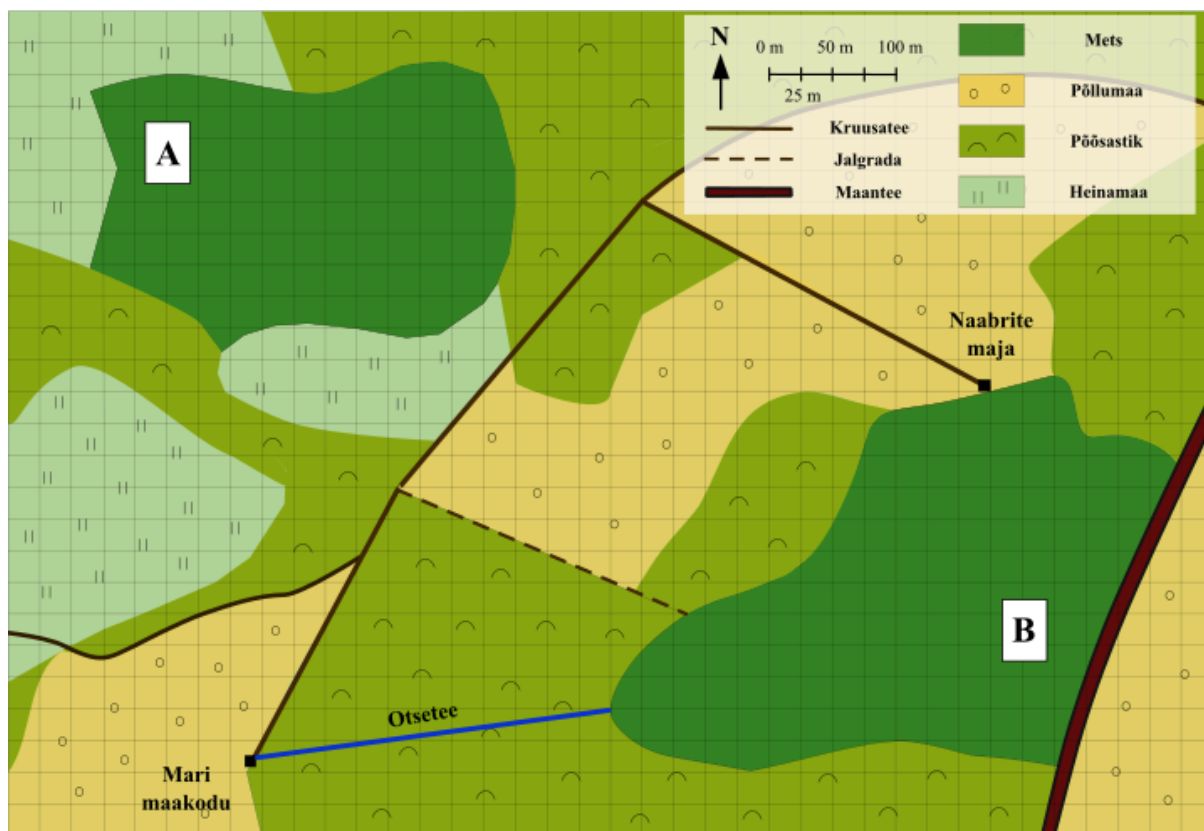 N
0 m 50 m 100 m
25 m
Kruusatee
Jalgrada
Maantee
Mets
Põllumaa
Põõsastik
Heinamaa
A
Naabrite
maja
B
Otsetee
Mari
maakodu